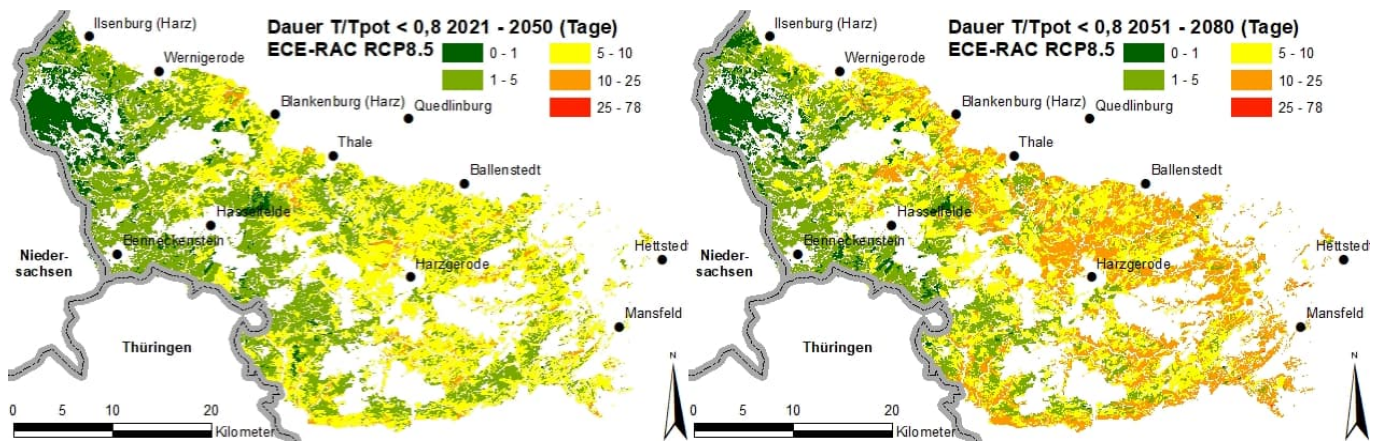 Ilsenburg (Harz)
Dauer T/Tpot < 0,8 2021 - 2050 (Tage)
ECE-RAC RCP8.5
0 - 1
5 - 10
1 - 5
10 - 25
25 - 78
Wernigerode
Blankenburg (Harz)
Quedlinburg
Thale
Ballenstedt
Hasselfelde
Benneckenstein
Nieder-
sachsen
Hettstedt
Harzgerode
Mansfeld
Thüringen
N
0 5 10 20
Kilometer
Ilsenburg (Harz)
Dauer T/Tpot < 0,8 2051 - 2080 (Tage)
ECE-RAC RCP8.5
0 - 1
5 - 10
1 - 5
10 - 25
25 - 78
Wernigerode
Blankenburg (Harz)
Quedlinburg
Thale
Ballenstedt
Hasselfelde
Benneckenstein
Nieder-
sachsen
Hettstedt
Harzgerode
Mansfeld
Thüringen
N
0 5 10 20
Kilometer